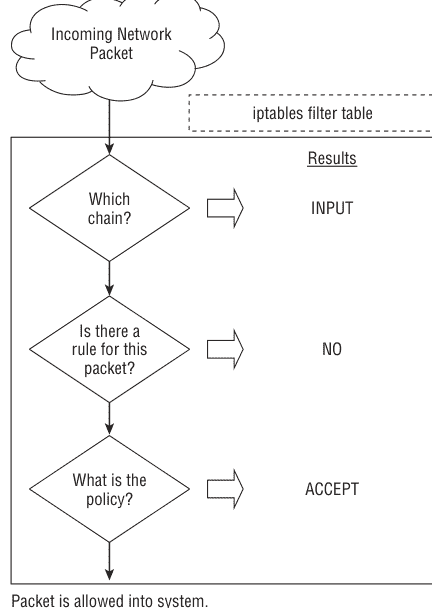 Incoming Network
Packet
iptables filter table
Results
Which
chain?
INPUT
Is there a
rule for this
packet?
NO
What is the
policy?
ACCEPT
Packet is allowed into system.